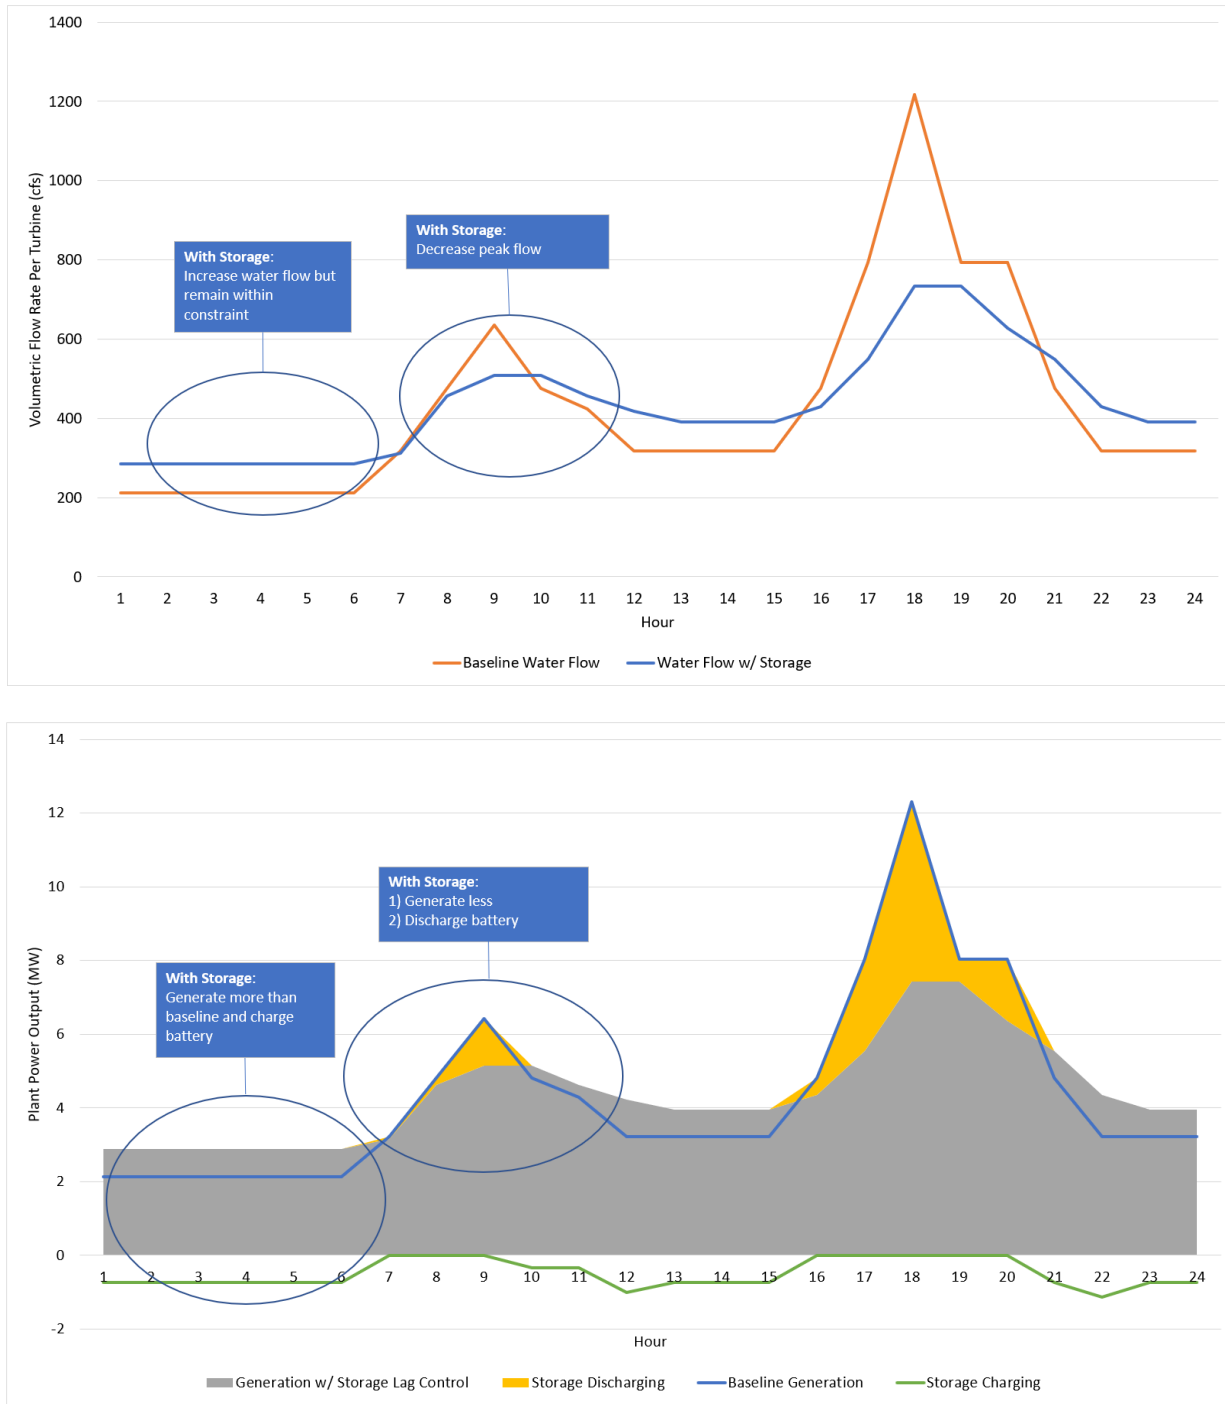 1400
1200
1000
800
600
400
200
0
Volumetric Flow Rate Per Turbine (cfs)
With Storage:
Increase water flow but
remain within
constraint
With Storage:
Decrease peak flow
1 2 3 4 5 6 7 8 9 10 11 12 13 14 15 16 17 18 19 20 21 22 23 24
Hour
Baseline Water Flow Water Flow w/ Storage
14
12
10
8
6
4
2
0
-2
Plant Power Output (MW)
With Storage:
1) Generate less
2) Discharge battery
With Storage:
Generate more than
baseline and charge
battery
1 2 3 4 5 6 7 8 9 10 11 12 13 14 15 16 17 18 19 20 21 22 23 24
Hour
Generation w/ Storage Lag Control Storage Discharging Baseline Generation Storage Charging